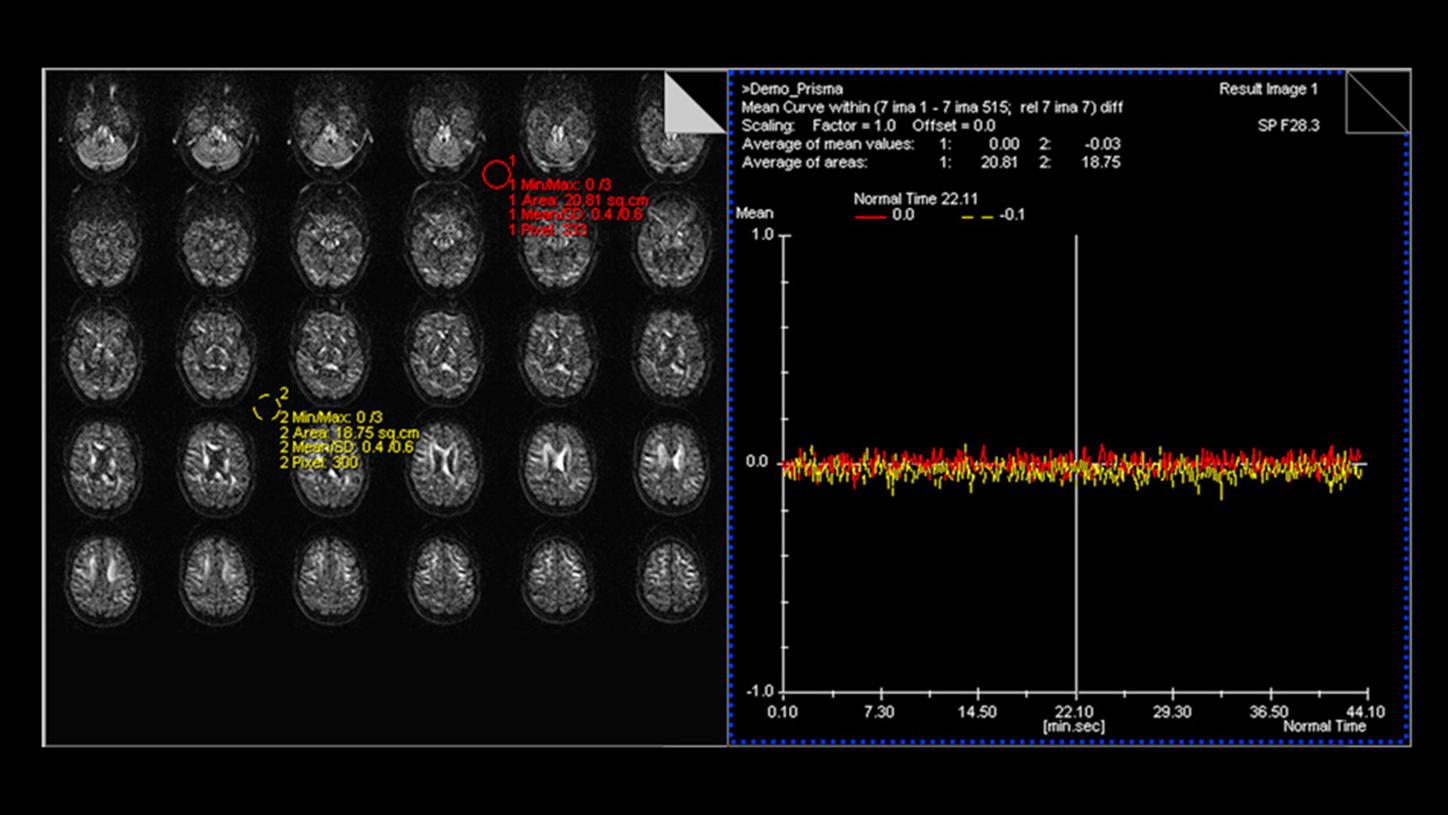 1
1 Min/Max: 0 /3
1 Area: 20.81 sq.cm
1 Mean/SD: 0.4 /0.6
1 Pixel: 333
2
2 Min/Max: 0 /3
2 Area: 18.75 sq.cm
2 Mean/SD: 0.4 /0.6
2 Pixel: 300
>Demo_Prisma
Result Image 1
Mean Curve within (7 ima 1 - 7 ima 515; rel 7 ima 7) diff
Scaling: Factor = 1.0 Offset = 0.0
SP F28.3
Average of mean values: 1: 0.00 2: -0.03
Average of areas: 1: 20.81 2: 18.75
Normal Time 22.11
Mean
0.0 -0.1
1.0
0.0
-1.0
0.10 7.30 14.50 22.10 29.30 36.50 44.10
[min.sec]
Normal Time